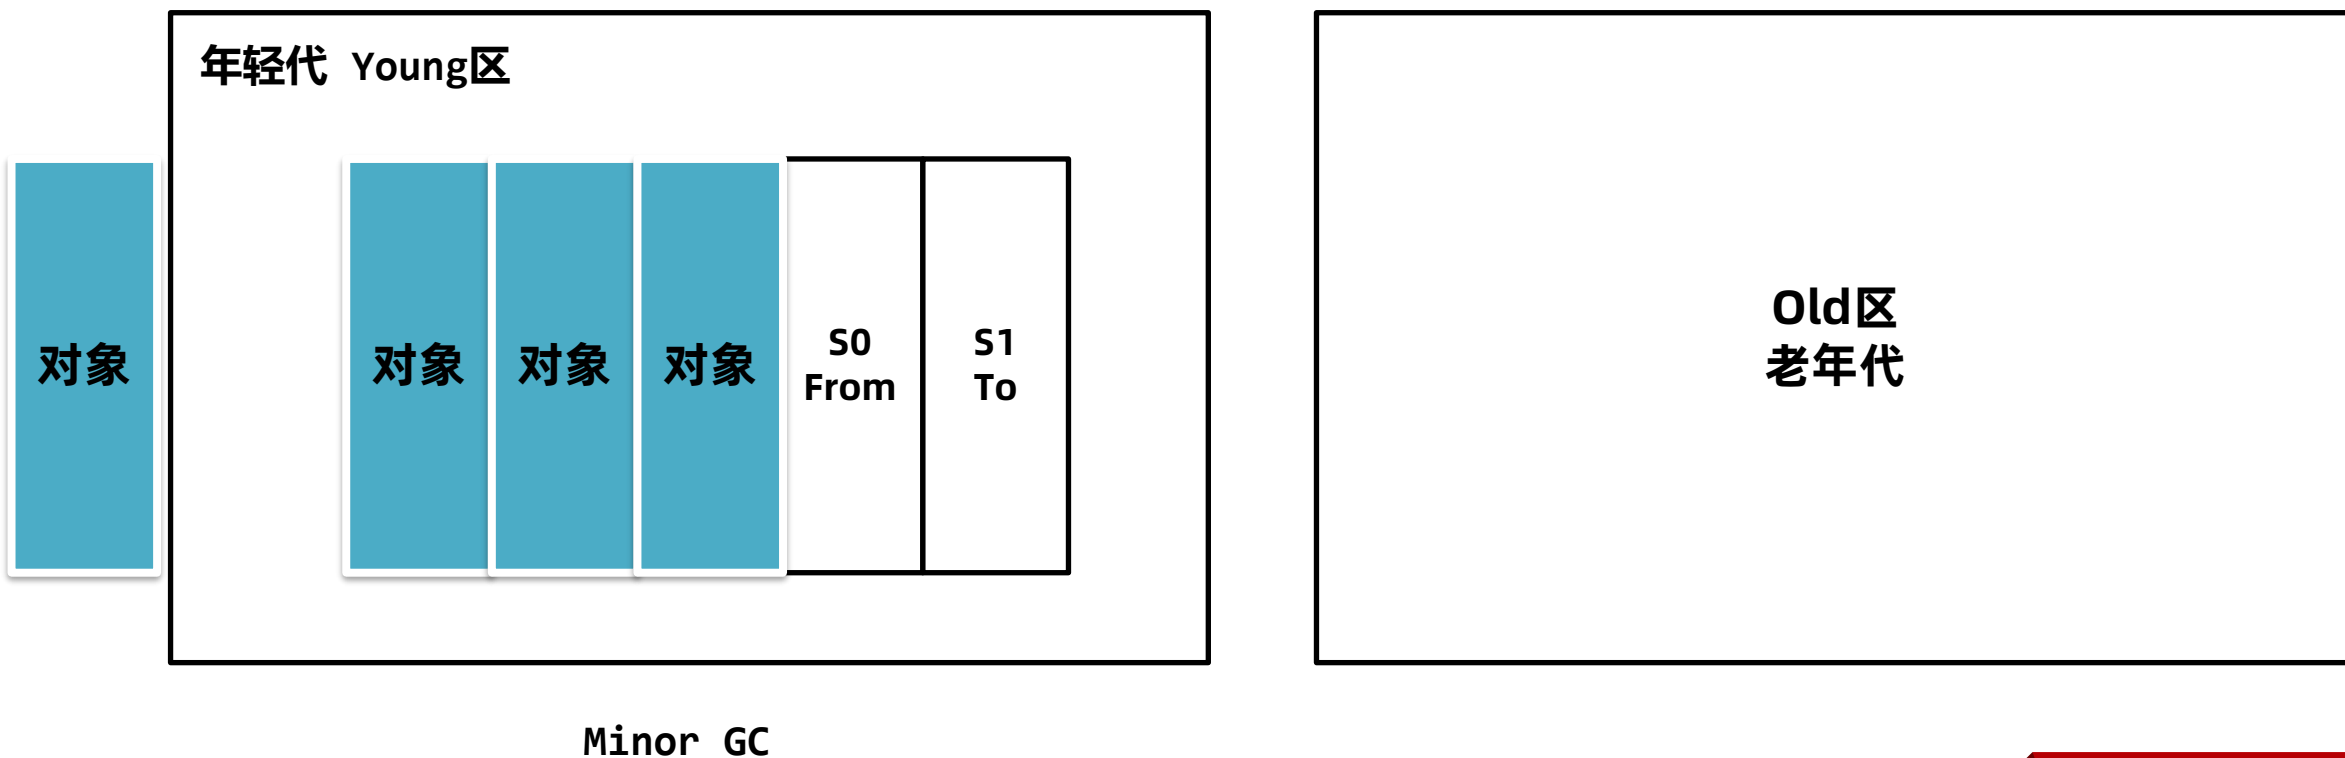 年轻代 Young区
对象
对象
对象
对象
S0
From
S1
To
Old区
老年代
Minor GC